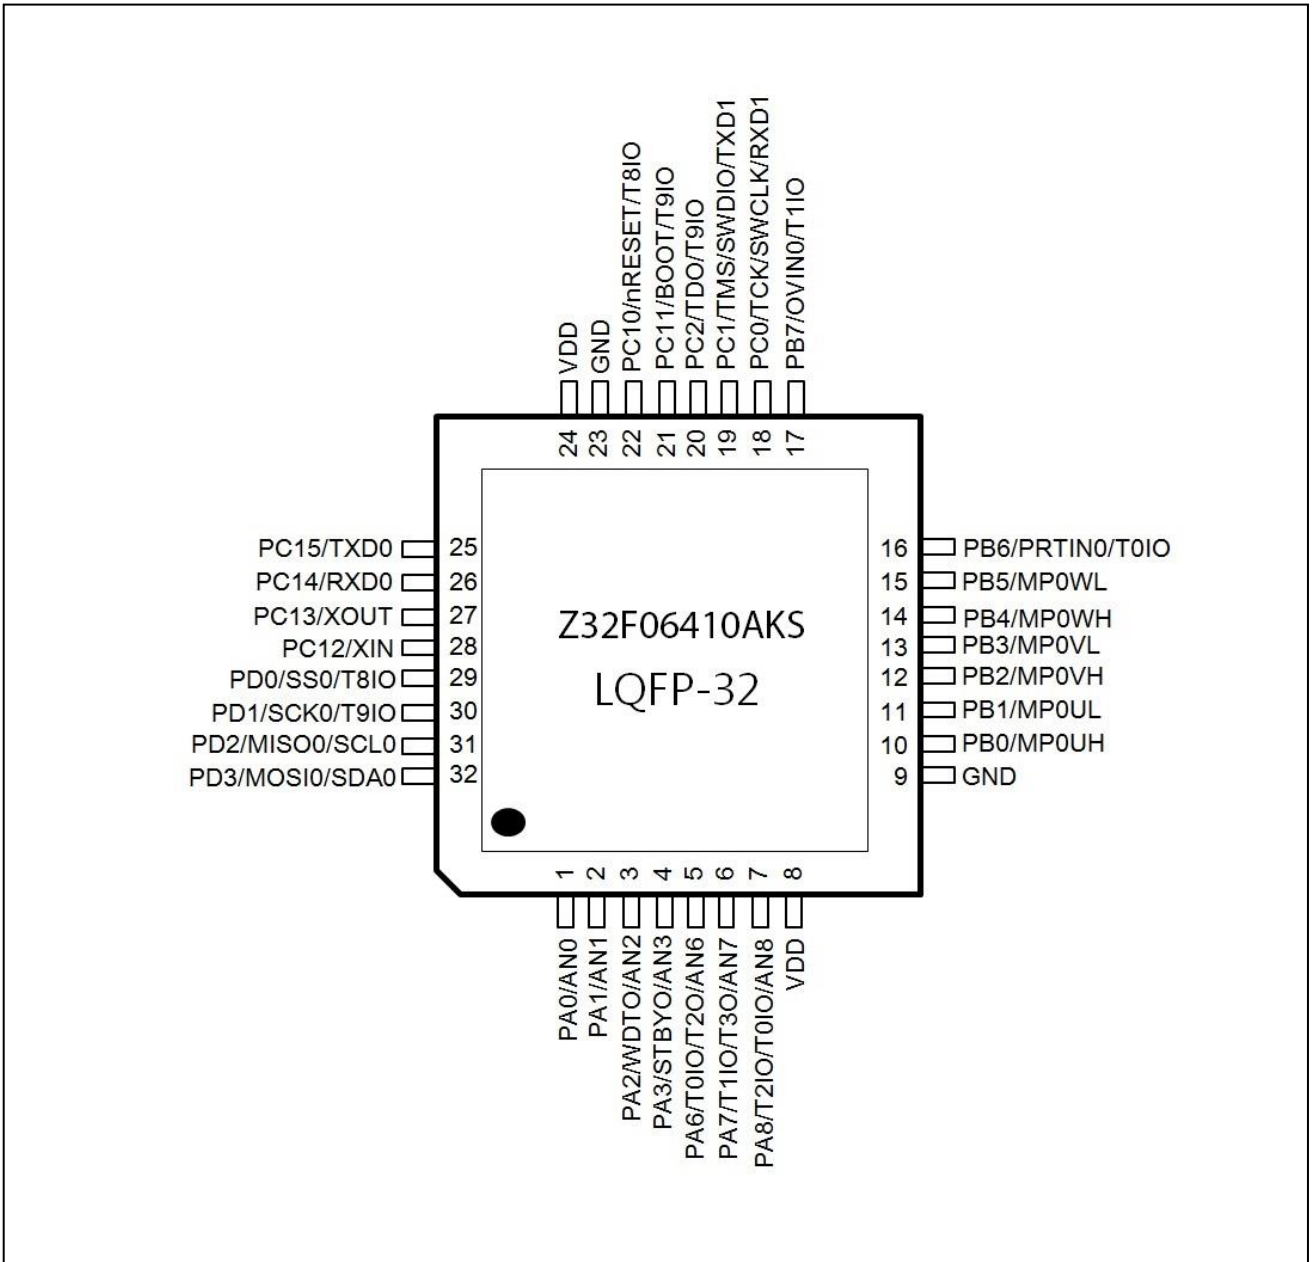 VDD
GND
PC10/nRESET/T8IO
PC11/BOOT/T9IO
PC2/TDO/T9IO
PC1/TMS/SWDIO/TXD1
PC0/TCK/SWCLK/RXD1
PB7/OVIN0/T1IO
24
23
22
21
20
19
18
17
PC15/TXD0 25
PC14/RXD0 26
PC13/XOUT 27
PC12/XIN 28
PD0/SS0/T8IO 29
PD1/SCK0/T9IO 30
PD2/MISO0/SCL0 31
PD3/MOSI0/SDA0 32
Z32F06410AKS
LQFP-32
16 PB6/PRTIN0/T0IO
15 PB5/MP0WL
14 PB4/MP0WH
13 PB3/MP0VL
12 PB2/MP0VH
11 PB1/MP0UL
10 PB0/MP0UH
9 GND
1
2
3
4
5
6
7
8
PA0/AN0
PA1/AN1
PA2/WDTO/AN2
PA3/STBYO/AN3
PA6/T0IO/T2O/AN6
PA7/T1IO/T3O/AN7
PA8/T2IO/T0IO/AN8
VDD